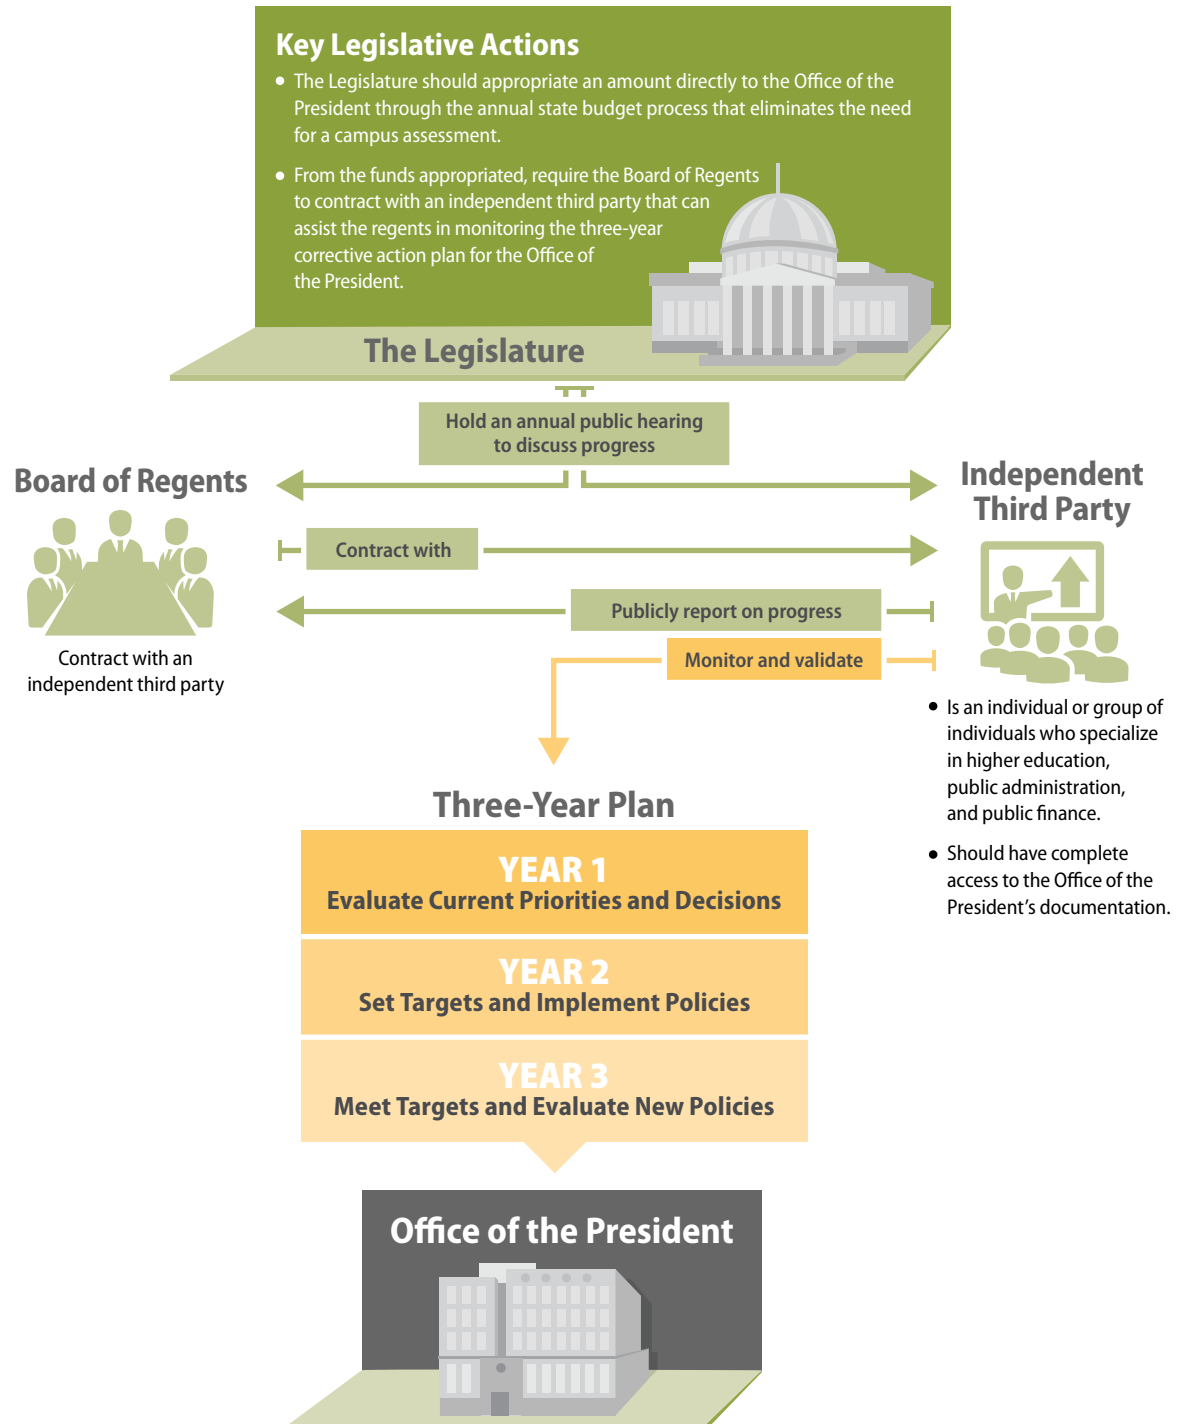 Key Legislative Actions
• The Legislature should appropriate an amount directly to the Office of the
President through the annual state budget process that eliminates the need
for a campus assessment.
• From the funds appropriated, require the Board of Regents
to contract with an independent third party that can
assist the regents in monitoring the three-year
corrective action plan for the Office of
the President.
The Legislature
Hold an annual public hearing
to discuss progress
Board of Regents
Independent
Third Party
Contract with
Publicly report on progress
Monitor and validate
Contract with an
independent third party
• Is an individual or group of
individuals who specialize
in higher education,
public administration,
and public finance.
• Should have complete
access to the Office of the
President’s documentation.
Three-Year Plan
YEAR 1
Evaluate Current Priorities and Decisions
YEAR 2
Set Targets and Implement Policies
YEAR 3
Meet Targets and Evaluate New Policies
Office of the President